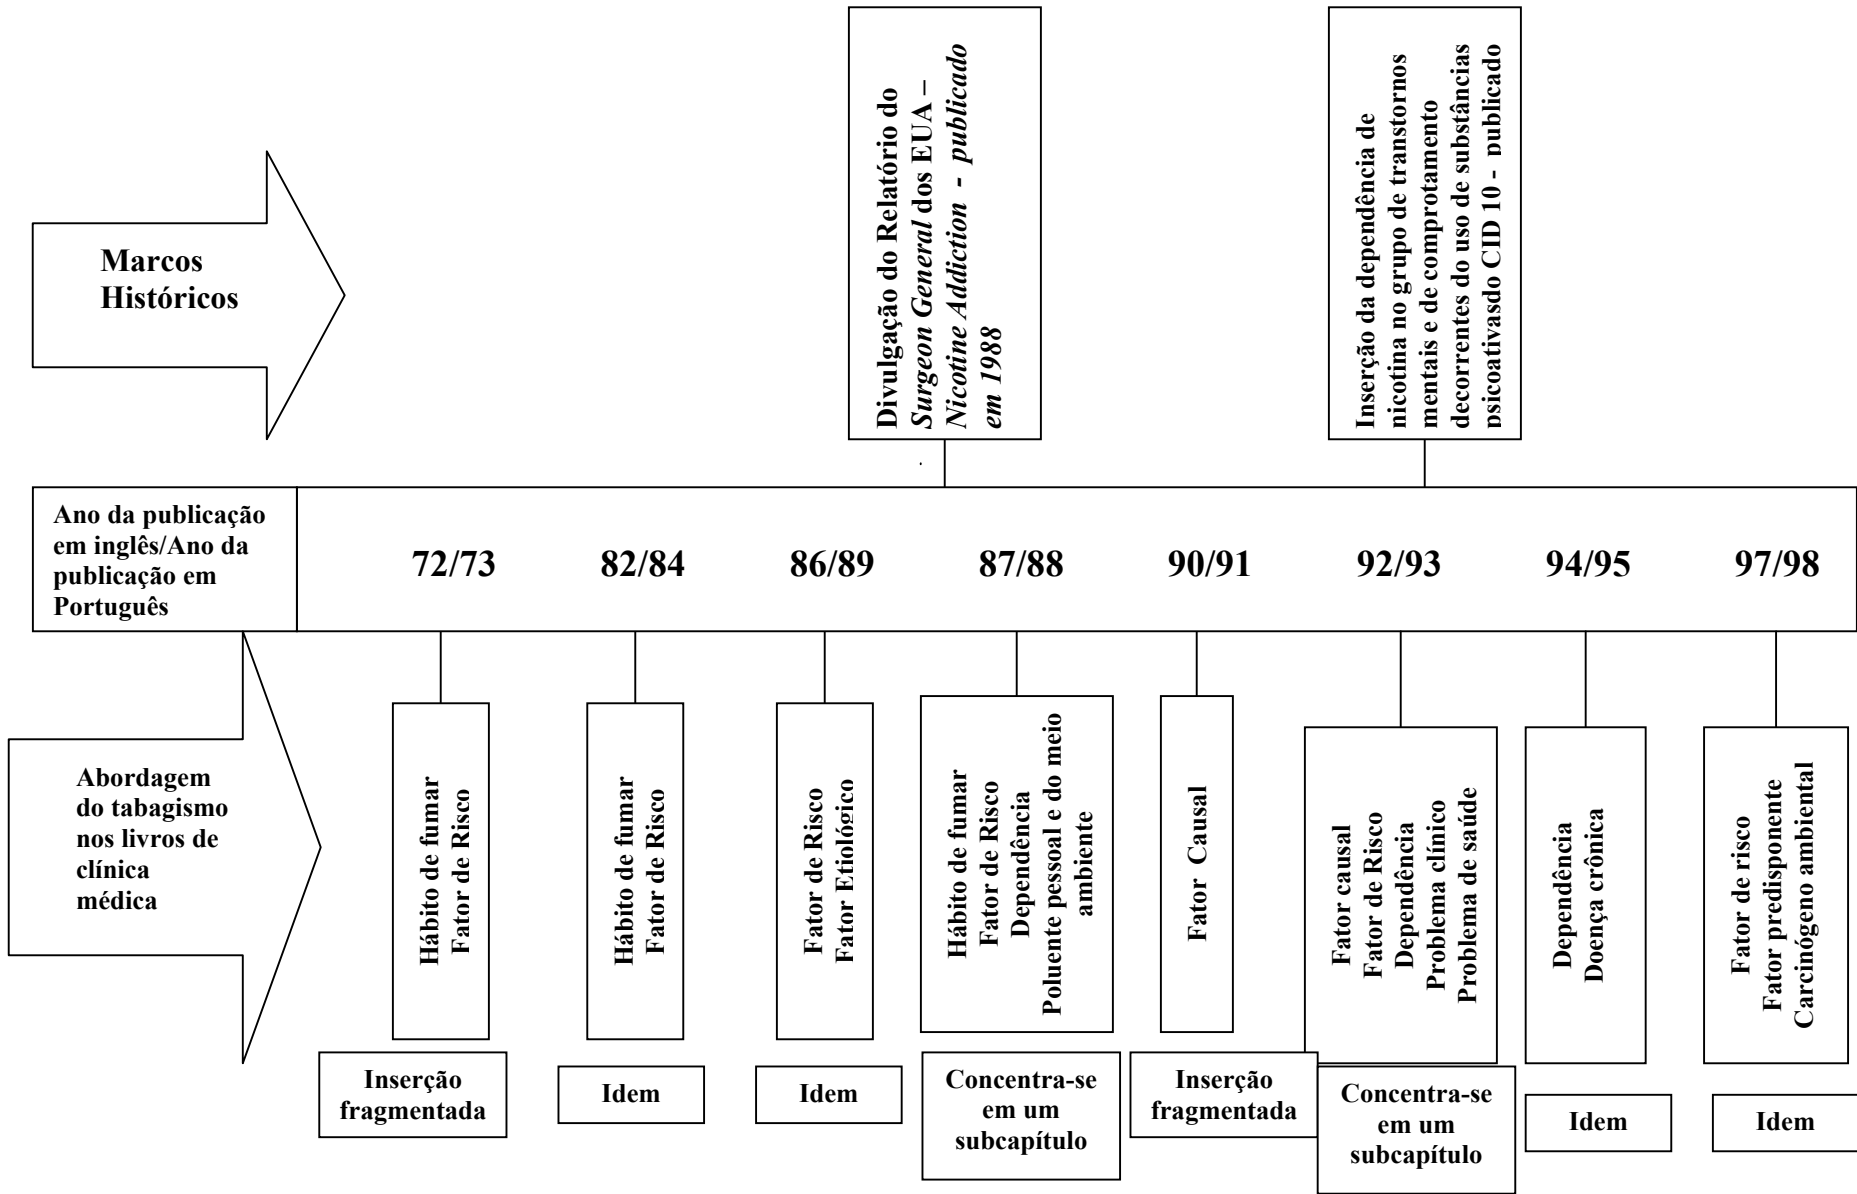 Marcos
Históricos
Divulgação do Relatório do
Surgeon General dos EUA –
Nicotine Addiction - publicado
em 1988
Inserção da dependência de
nicotina no grupo de transtornos
mentais e de comprotamento
decorrentes do uso de substâncias
psicoativasdo CID 10 - publicado
Ano da publicação
em inglês/Ano da
publicação em
Português
72/73
82/84
86/89
87/88
90/91
92/93
94/95
97/98
Abordagem
do tabagismo
nos livros de
clínica
médica
Hábito de fumar
Fator de Risco
Hábito de fumar
Fator de Risco
Fator de Risco
Fator Etiológico
Hábito de fumar
Fator de Risco
Dependência
Poluente pessoal e do meio
ambiente
Fator Causal
Fator causal
Fator de Risco
Dependência
Problema clínico
Problema de saúde
Dependência
Doença crônica
Fator de risco
Fator predisponente
Carcinógeno ambiental
Inserção
fragmentada
Idem
Idem
Concentra-se
em um
subcapítulo
Inserção
fragmentada
Concentra-se
em um
subcapítulo
Idem
Idem